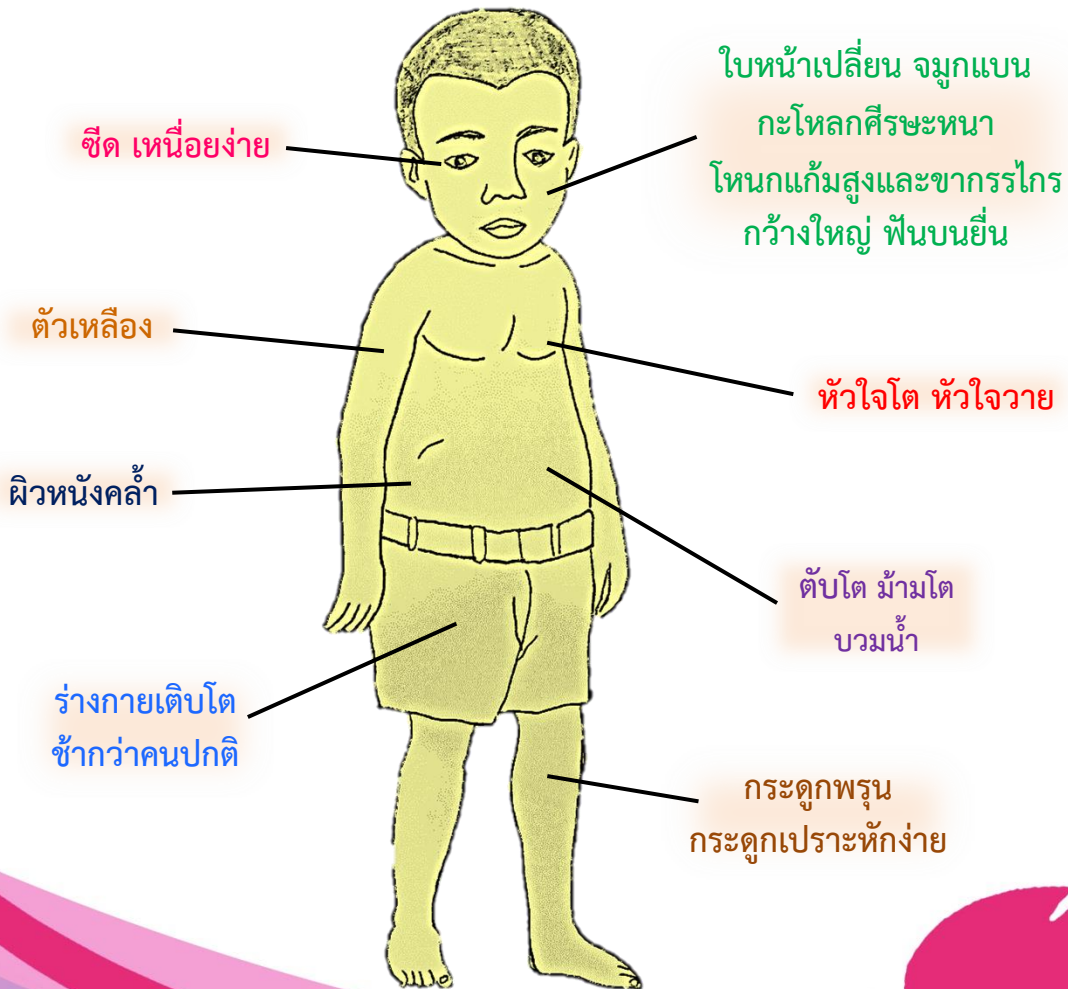 ซีด เหนื่อยง่าย
ใบหน้าเปลี่ยน จมูกแบน
กะโหลกศีรษะหนา
โหนกแก้มสูงและขากรรไกร
กว้างใหญ่ ฟันบนยื่น
ตัวเหลือง
หัวใจโต หัวใจวาย
ผิวหนังคล้ำ
ตับโต ม้ามโต
บวมน้ำ
ร่างกายเติบโต
ช้ากว่าคนปกติ
กระดูกพรุน
กระดูกเปราะหักง่าย